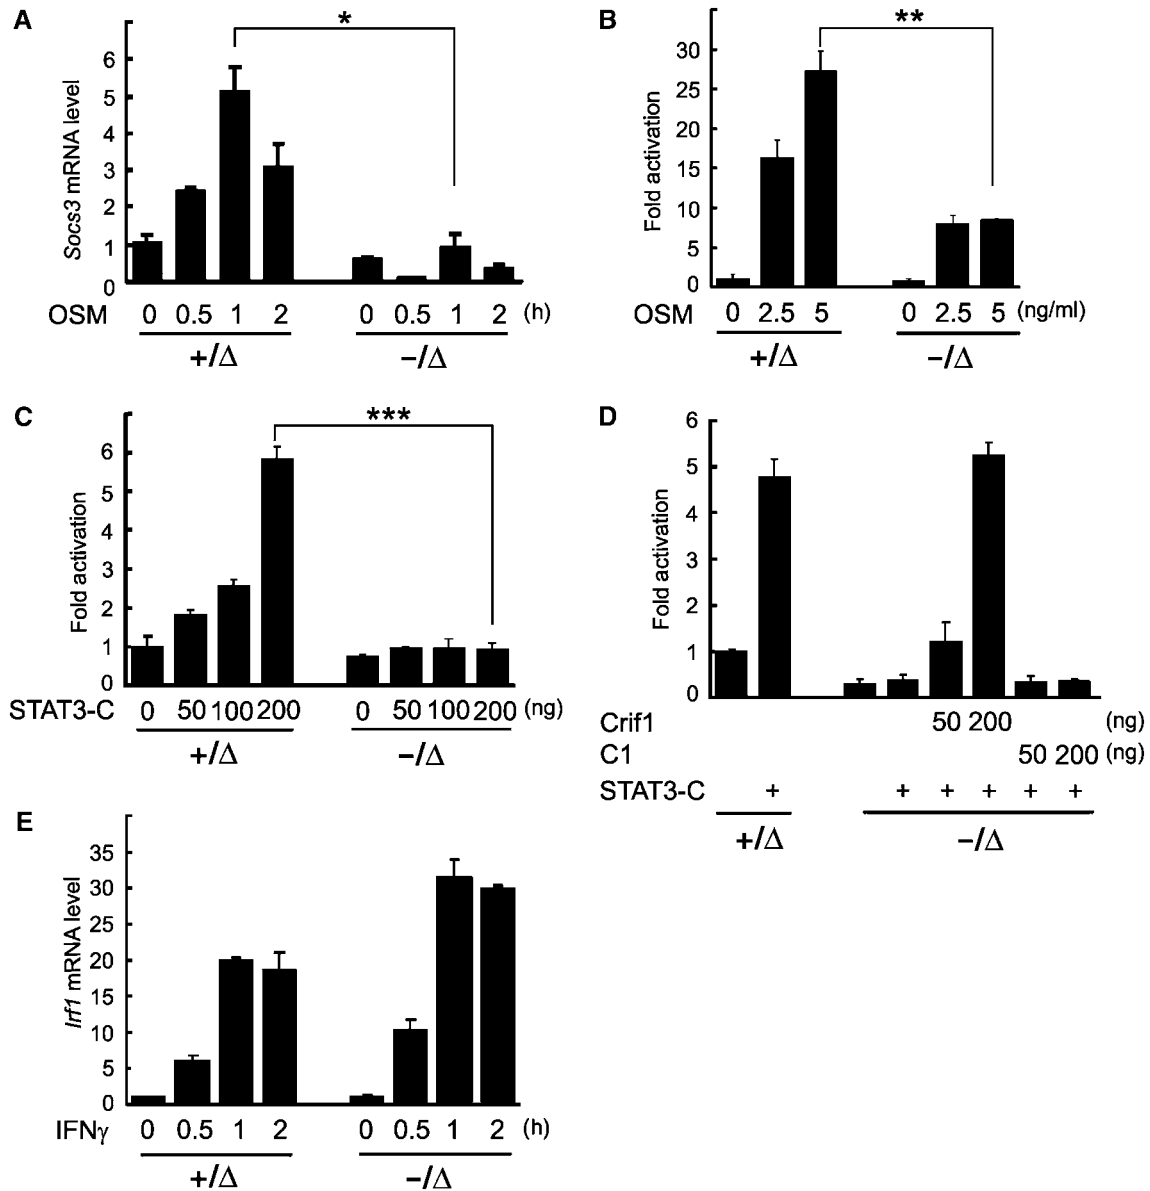 A
*
Socs3 mRNA level
6
5
4
3
2
1
0
OSM 0 0.5 1 2 0 0.5 1 2 (h)
+/Δ −/Δ
B
**
Fold activation
30
25
20
15
10
5
0
OSM 0 2.5 5 0 2.5 5 (ng/ml)
+/Δ −/Δ
C
***
Fold activation
6
5
4
3
2
1
0
STAT3-C 0 50 100 200 0 50 100 200 (ng)
+/Δ −/Δ
D
Fold activation
6
5
4
3
2
1
0
Crif1 50 200 (ng)
C1 50 200 (ng)
STAT3-C + + + + + +
+/Δ −/Δ
E
Irf1 mRNA level
35
30
25
20
15
10
5
0
IFNγ 0 0.5 1 2 0 0.5 1 2 (h)
+/Δ −/Δ